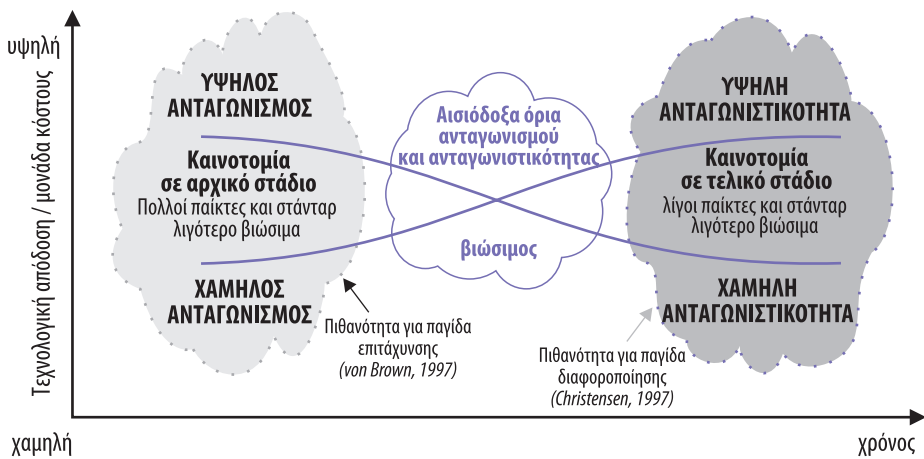 υψηλή
Τεχνολογική απόδοση / μονάδα κόστους
ΥΨΗΛΟΣ
ΑΝΤΑΓΩΝΙΣΜΟΣ
Καινοτομία
σε αρχικό στάδιο
Πολλοί παίκτες και στάνταρ
λιγότερο βιώσιμα
ΧΑΜΗΛΟΣ
ΑΝΤΑΓΩΝΙΣΜΟΣ
Πιθανότητα για παγίδα
επιτάχυνσης
(von Brown, 1997)
Αισιόδοξα όρια
ανταγωνισμού
και ανταγωνιστικότητας
βιώσιμος
ΥΨΗΛΗ
ΑΝΤΑΓΩΝΙΣΤΙΚΟΤΗΤΑ
Καινοτομία
σε τελικό στάδιο
λίγοι παίκτες και στάνταρ
λιγότερο βιώσιμα
ΧΑΜΗΛΗ
ΑΝΤΑΓΩΝΙΣΤΙΚΟΤΗΤΑ
Πιθανότητα για παγίδα
διαφοροποίησης
(Christensen, 1997)
χαμηλή
χρόνος